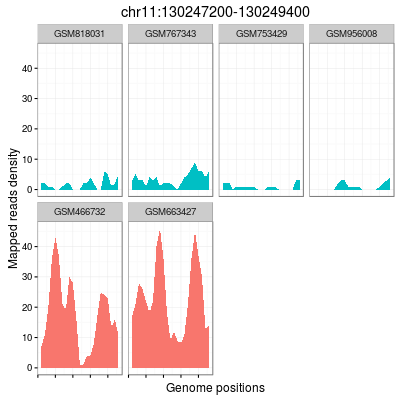 chr11:130247200-130249400
GSM818031 GSM767343 GSM753429 GSM956008
40
30
20
10
0
Mapped reads density
GSM466732 GSM663427
40
30
20
10
0
Genome positions